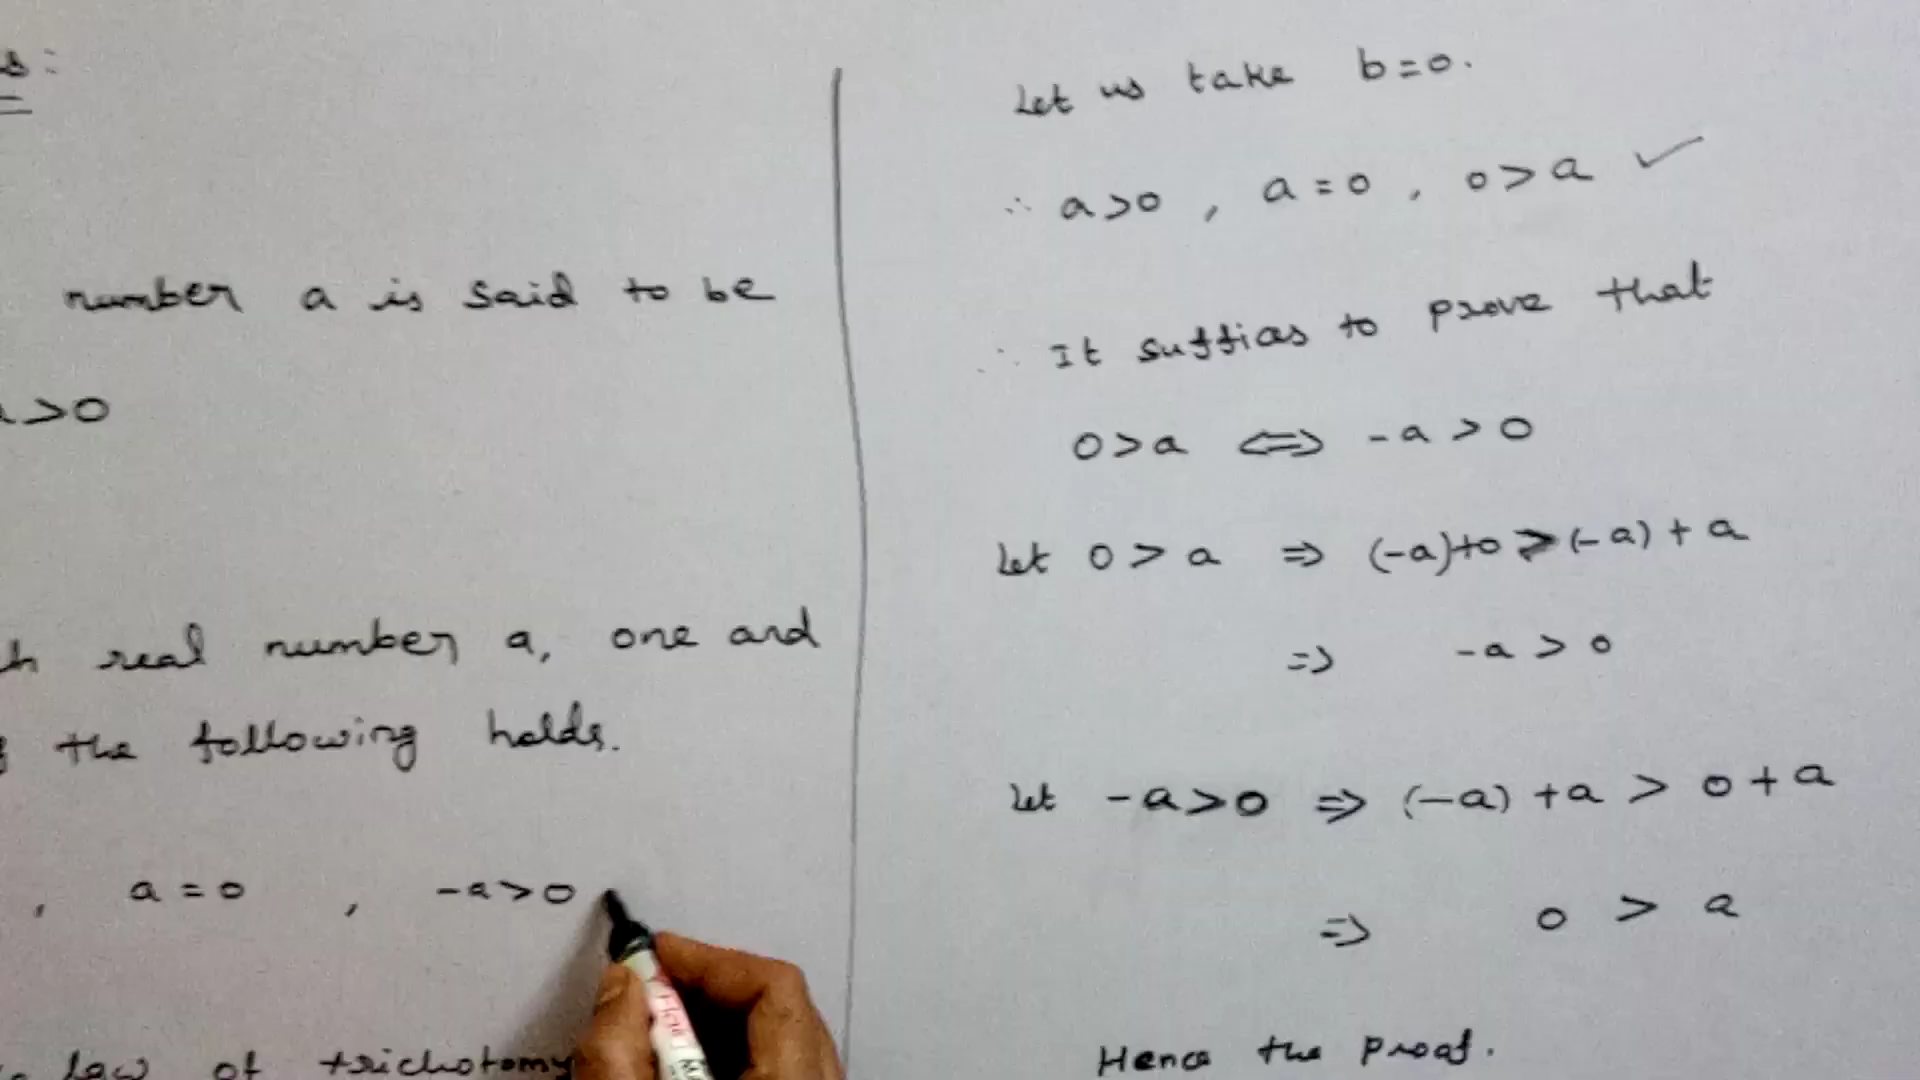 number a is said to be
>0
real number a, one and
the following holds.
, a = 0 , -a > 0
law of trichotomy
Let us take b = 0.
∴ a > 0 , a = 0 , 0 > a ✓
∴ It suffices to prove that
0 > a ⟺ -a > 0
Let 0 > a ⇒ (-a)+0 > (-a) + a
⇒ -a > 0
Let -a > 0 ⇒ (-a) + a > 0 + a
⇒ 0 > a
Hence the proof.